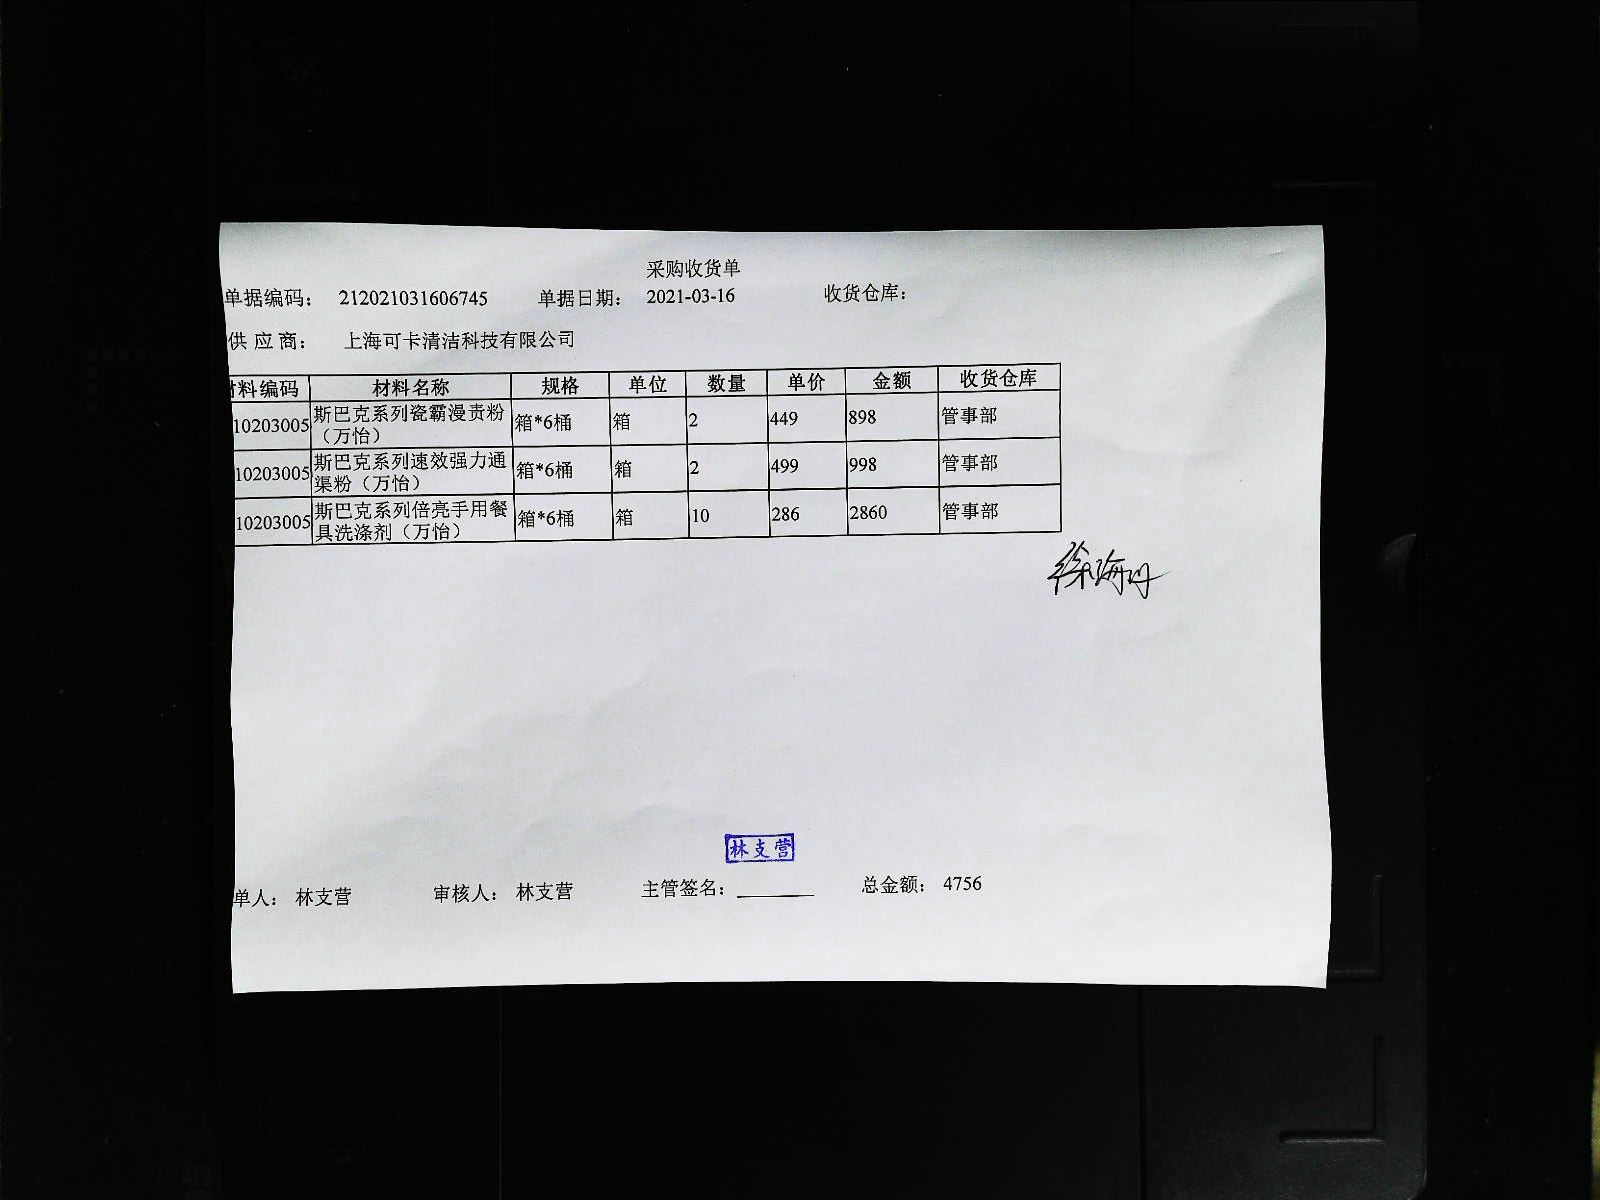 采购收货单
单据编码： 212021031606745 单据日期： 2021-03-16 收货仓库：
供 应 商： 上海可卡清洁科技有限公司
材料编码 材料名称 规格 单位 数量 单价 金额 收货仓库
10203005 斯巴克系列瓷霸漫责粉（万怡） 箱*6桶 箱 2 449 898 管事部
10203005 斯巴克系列速效强力通渠粉（万怡） 箱*6桶 箱 2 499 998 管事部
10203005 斯巴克系列倍亮手用餐具洗涤剂（万怡） 箱*6桶 箱 10 286 2860 管事部
徐海丹
林支营
单人： 林支营 审核人： 林支营 主管签名： 总金额： 4756